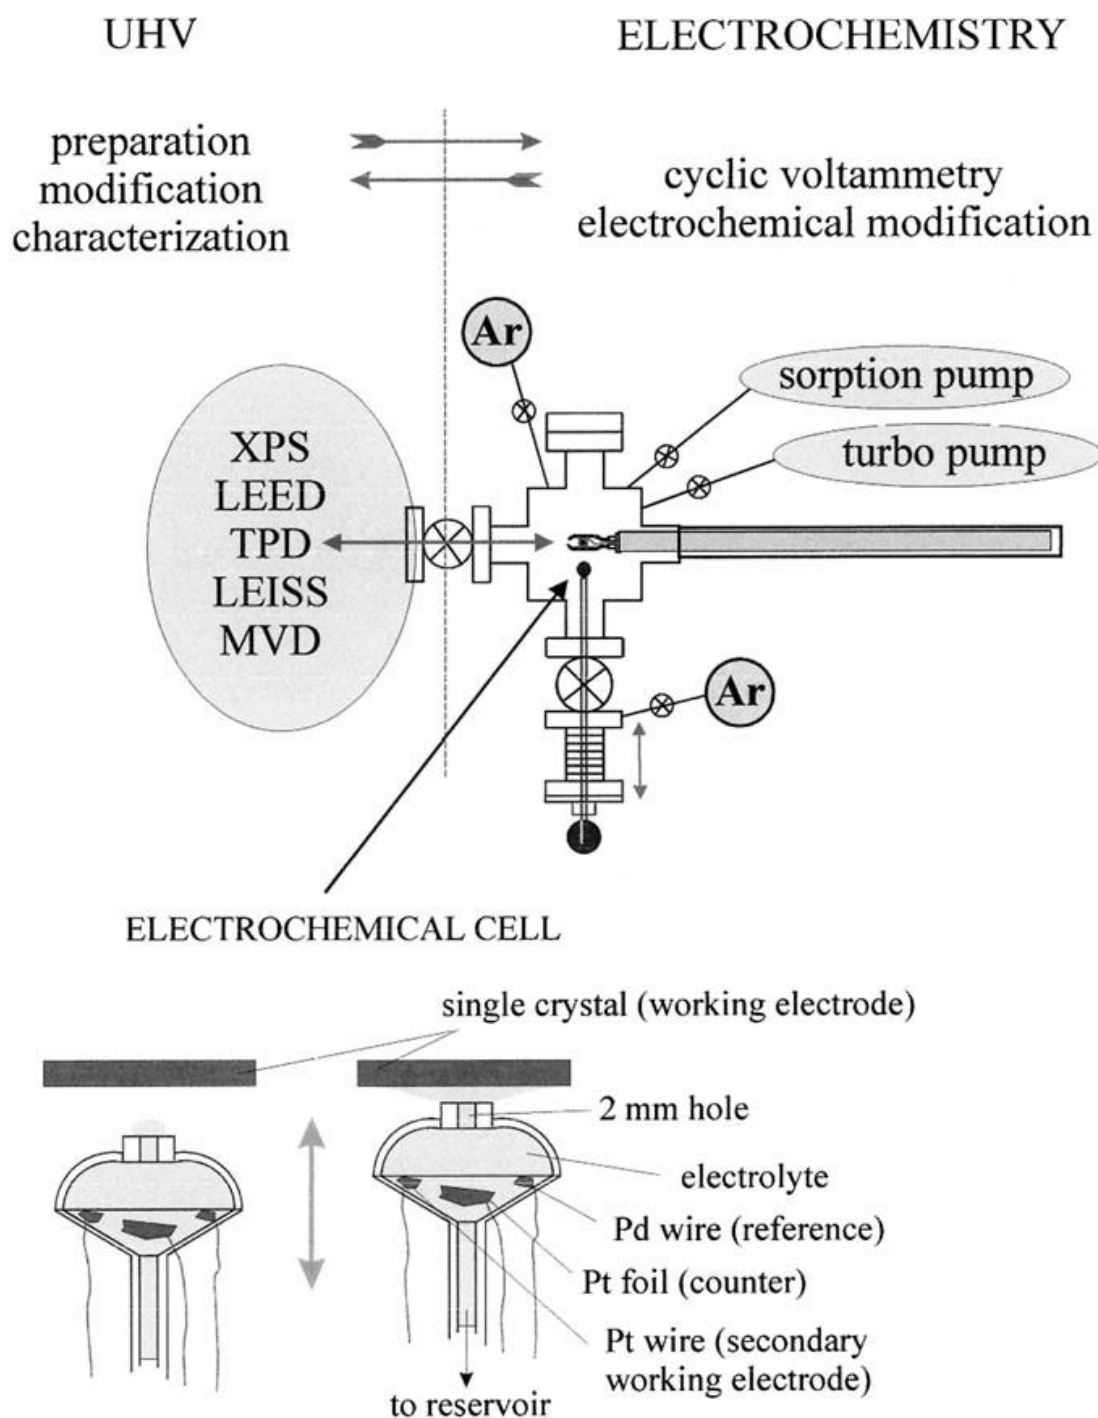 UHV
ELECTROCHEMISTRY
preparation
modification
characterization
cyclic voltammetry
electrochemical modification
Ar
sorption pump
turbo pump
XPS
LEED
TPD
LEISS
MVD
Ar
ELECTROCHEMICAL CELL
single crystal (working electrode)
2 mm hole
electrolyte
Pd wire (reference)
Pt foil (counter)
Pt wire (secondary
working electrode)
to reservoir